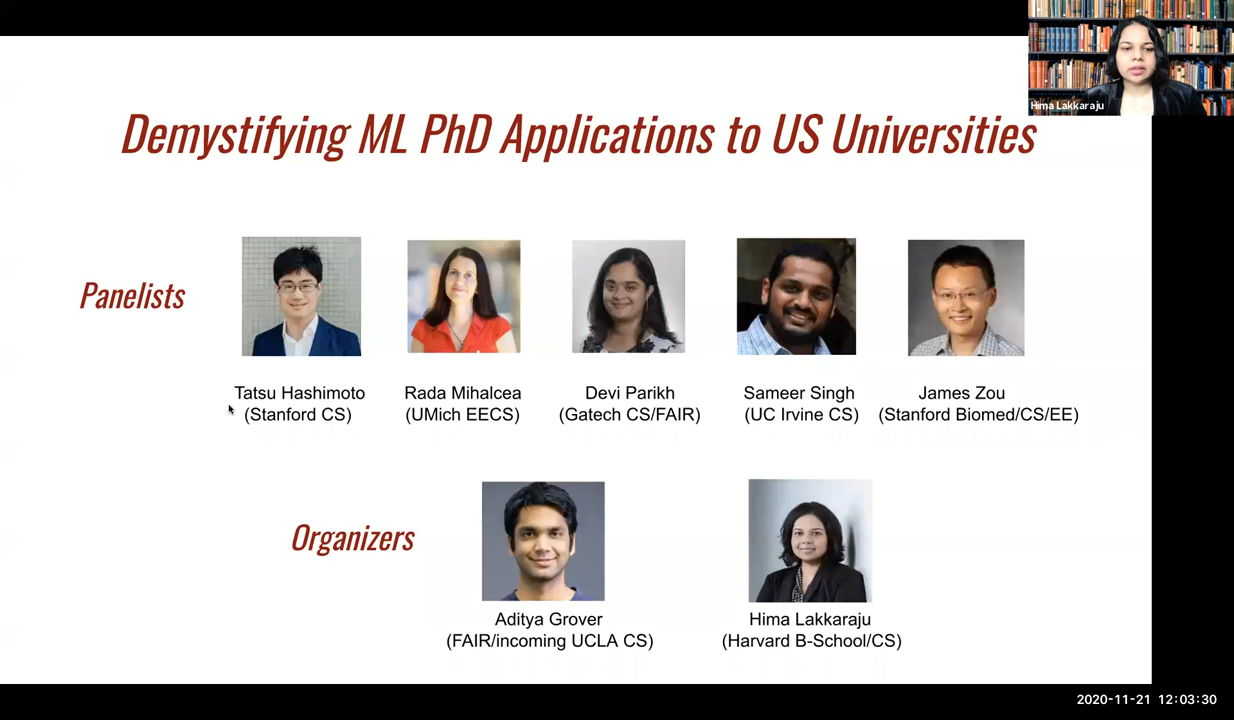 Hima Lakkaraju
Demystifying ML PhD Applications to US Universities
Panelists
Tatsu Hashimoto
(Stanford CS)
Rada Mihalcea
(UMich EECS)
Devi Parikh
(Gatech CS/FAIR)
Sameer Singh
(UC Irvine CS)
James Zou
(Stanford Biomed/CS/EE)
Organizers
Aditya Grover
(FAIR/incoming UCLA CS)
Hima Lakkaraju
(Harvard B-School/CS)
2020-11-21 12:03:30